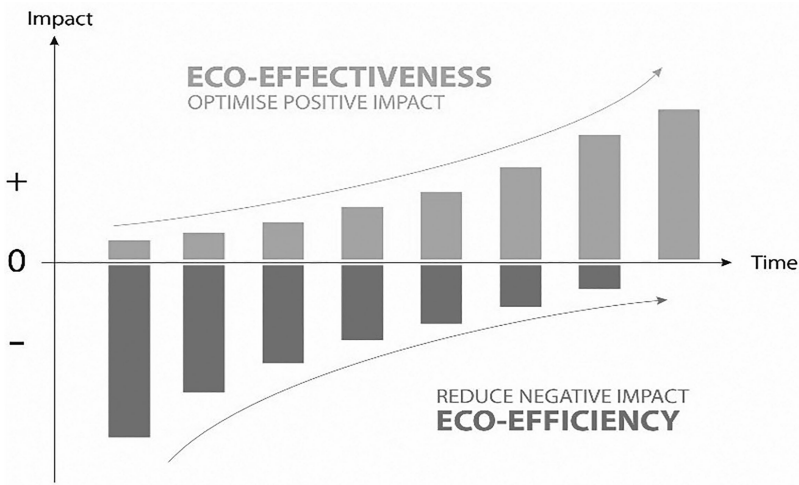 Impact
ECO-EFFECTIVENESS
OPTIMISE POSITIVE IMPACT
+
0
Time
-
REDUCE NEGATIVE IMPACT
ECO-EFFICIENCY